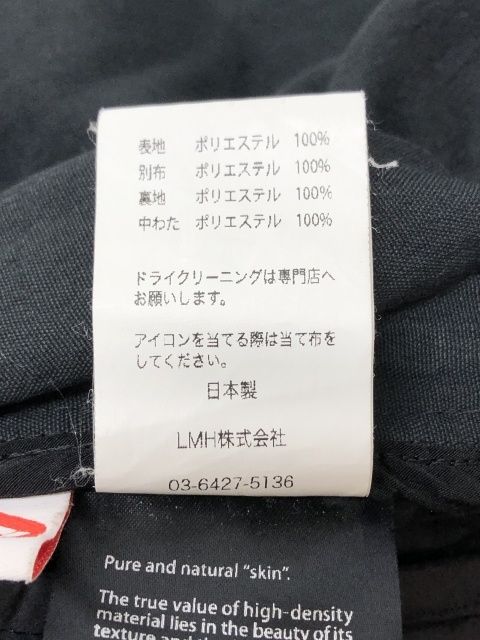 表地 ポリエステル 100%
別布 ポリエステル 100%
裏地 ポリエステル 100%
中わた ポリエステル 100%
ドライクリーニングは専門店へ
お願いします。
アイコンを当てる際は当て布を
してください。
日本製
LMH株式会社
03-6427-5136
Pure and natural “skin”.
The true value of high-density
material lies in the beauty of its
texture and the